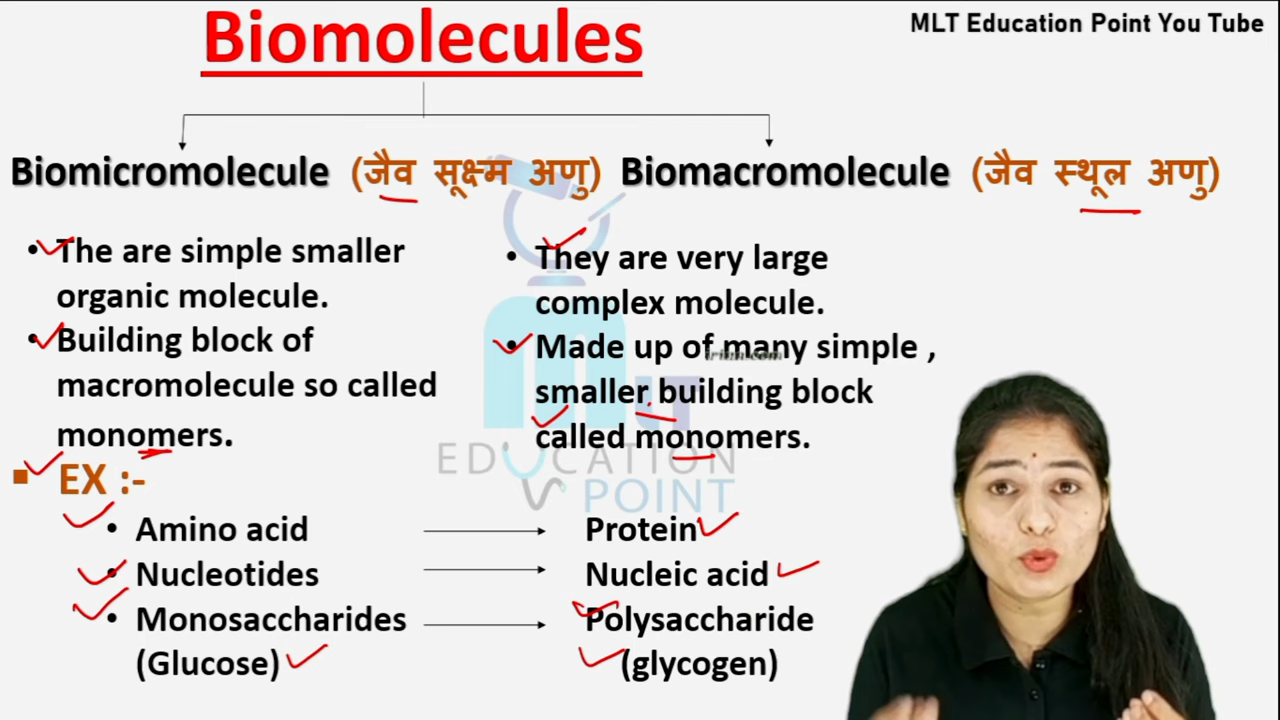 Biomolecules
MLT Education Point You Tube
Biomicromolecule (जैव सूक्ष्म अणु)
Biomacromolecule (जैव स्थूल अणु)
• The are simple smaller
organic molecule.
• Building block of
macromolecule so called
monomers.
• They are very large
complex molecule.
• Made up of many simple ,
smaller building block
called monomers.
EX :-
• Amino acid
Protein
• Nucleotides
Nucleic acid
• Monosaccharides
(Glucose)
Polysaccharide
(glycogen)
MLT
EDUCATION
POINT